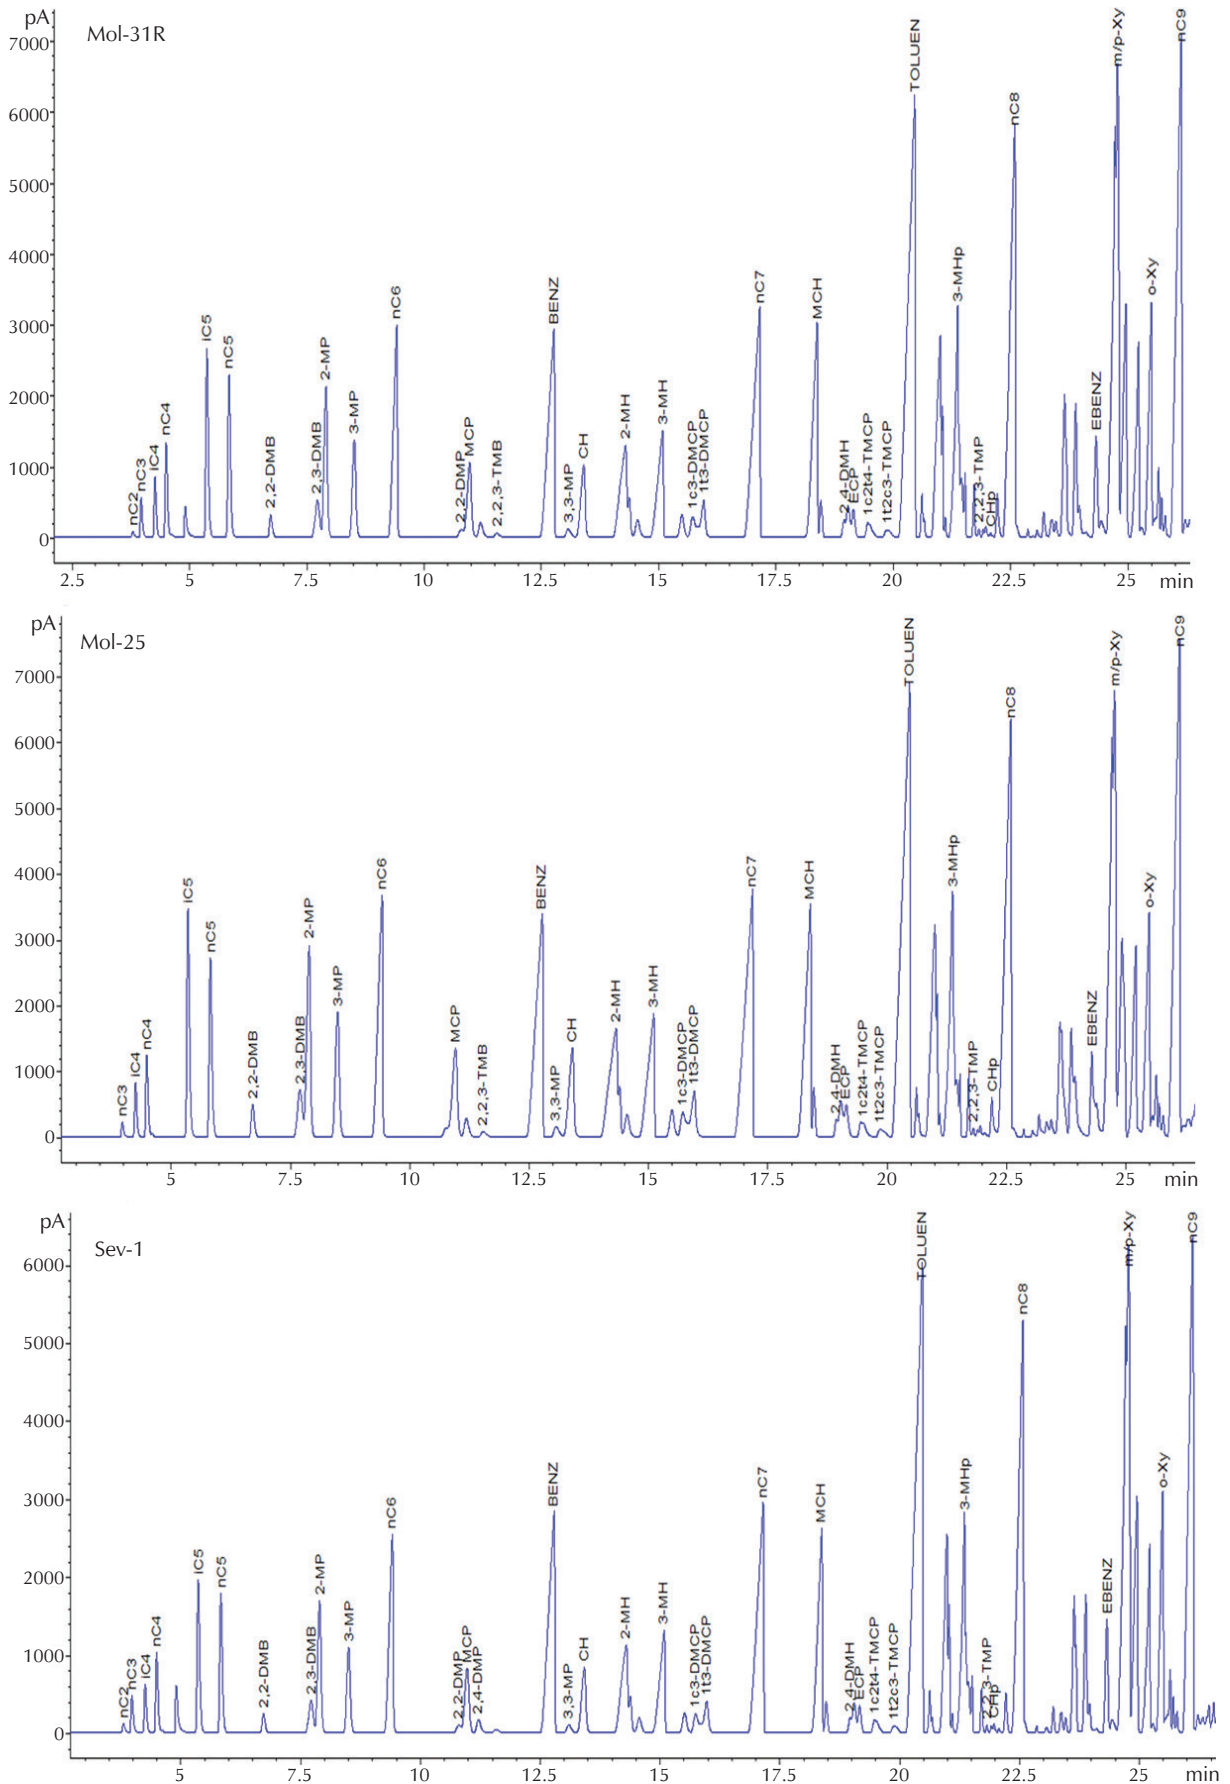 pA
Mol-31R
7000
6000
5000
4000
3000
2000
1000
0
nC2
nC3
iC4
nC4
iC5
nC5
2,2-DMB
2,3-DMB
2-MP
3-MP
nC6
2,2-DMP
MCP
2,2,3-TMB
BENZ
3,3-MP
CH
2-MH
3-MH
1c3-DMCP
1t3-DMCP
nC7
MCH
2,4-DMH
ECP
1c2t4-TMCP
1t2c3-TMCP
TOLUEN
3-MHp
2,2,3-TMP
CHp
nC8
EBENZ
m/p-Xy
o-Xy
nC9
2.5 5 7.5 10 12.5 15 17.5 20 22.5 25 min
pA
Mol-25
7000
6000
5000
4000
3000
2000
1000
0
nC3
iC4
nC4
iC5
nC5
2,2-DMB
2,3-DMB
2-MP
3-MP
nC6
MCP
2,2,3-TMB
BENZ
3,3-MP
CH
2-MH
3-MH
1c3-DMCP
1t3-DMCP
nC7
MCH
2,4-DMH
ECP
1c2t4-TMCP
1t2c3-TMCP
TOLUEN
3-MHp
2,2,3-TMP
CHp
nC8
EBENZ
m/p-Xy
o-Xy
nC9
5 7.5 10 12.5 15 17.5 20 22.5 25 min
pA
Sev-1
6000
5000
4000
3000
2000
1000
0
nC2
nC3
iC4
nC4
iC5
nC5
2,2-DMB
2,3-DMB
2-MP
3-MP
nC6
2,2-DMP
MCP
2,4-DMP
BENZ
3,3-MP
CH
2-MH
3-MH
1c3-DMCP
1t3-DMCP
nC7
MCH
2,4-DMH
ECP
1c2t4-TMCP
1t2c3-TMCP
TOLUEN
3-MHp
2,2,3-TMP
CHp
nC8
EBENZ
m/p-Xy
o-Xy
nC9
5 7.5 10 12.5 15 17.5 20 22.5 25 min